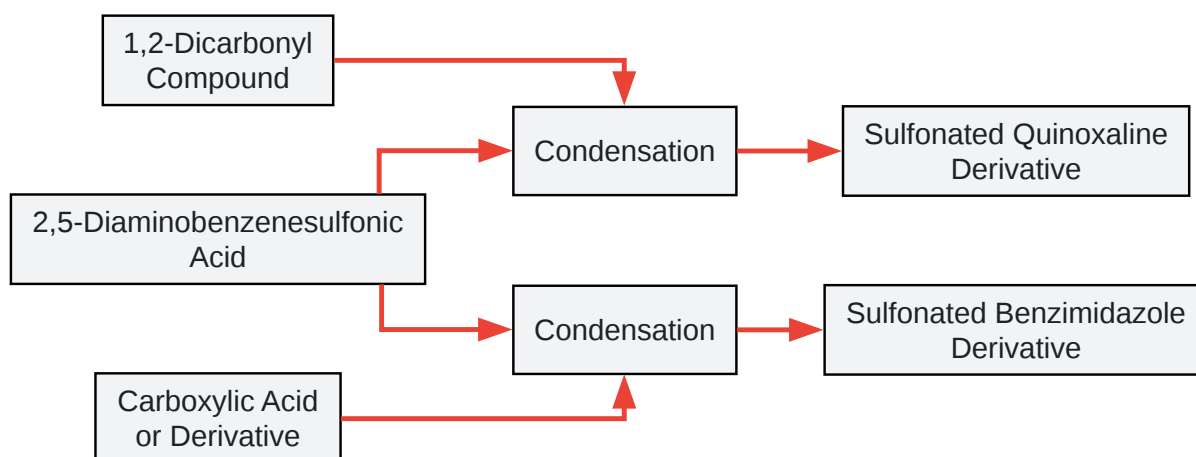 1,2-Dicarbonyl
Compound
Condensation
Sulfonated Quinoxaline
Derivative
2,5-Diaminobenzenesulfonic
Acid
Condensation
Sulfonated Benzimidazole
Derivative
Carboxylic Acid
or Derivative